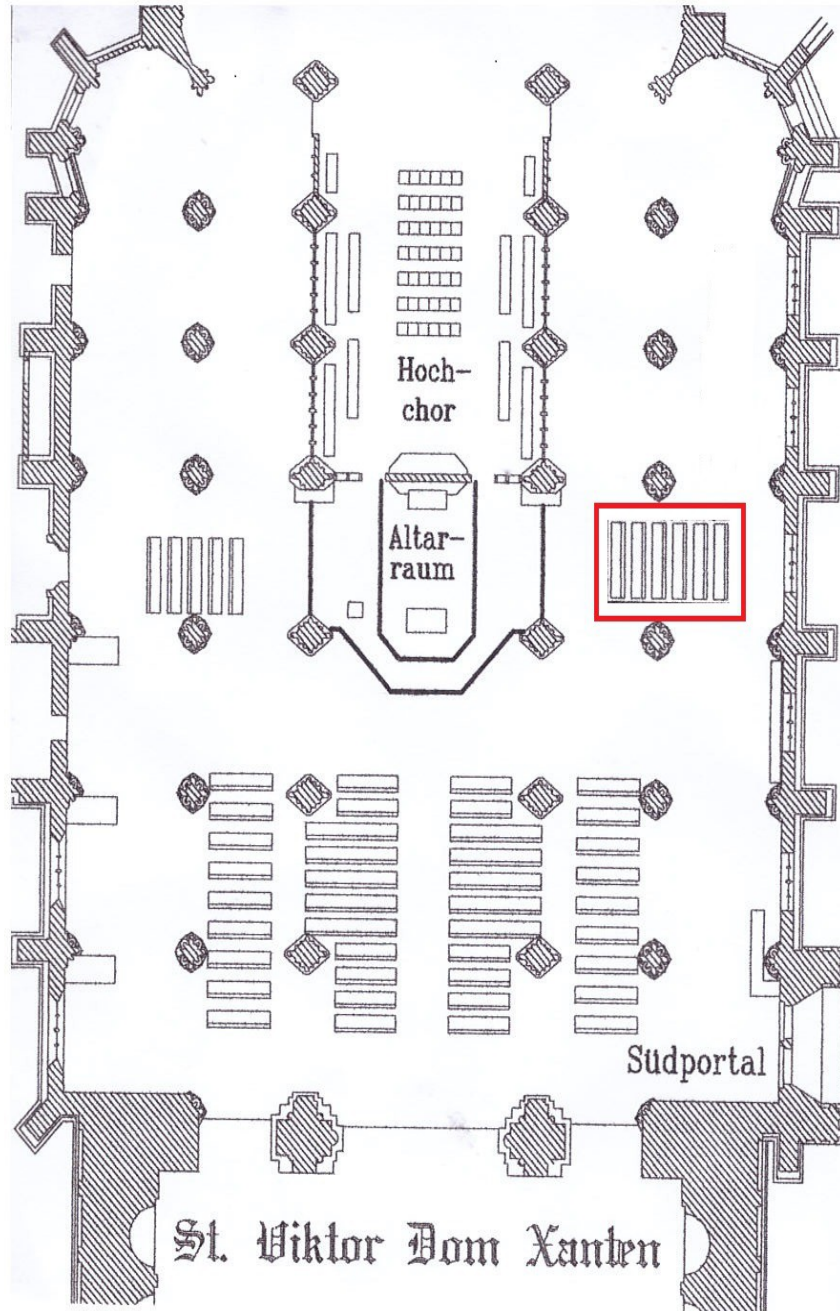 Hoch-
chor
Altar-
raum
Südportal
St. Viktor Dom Xanten